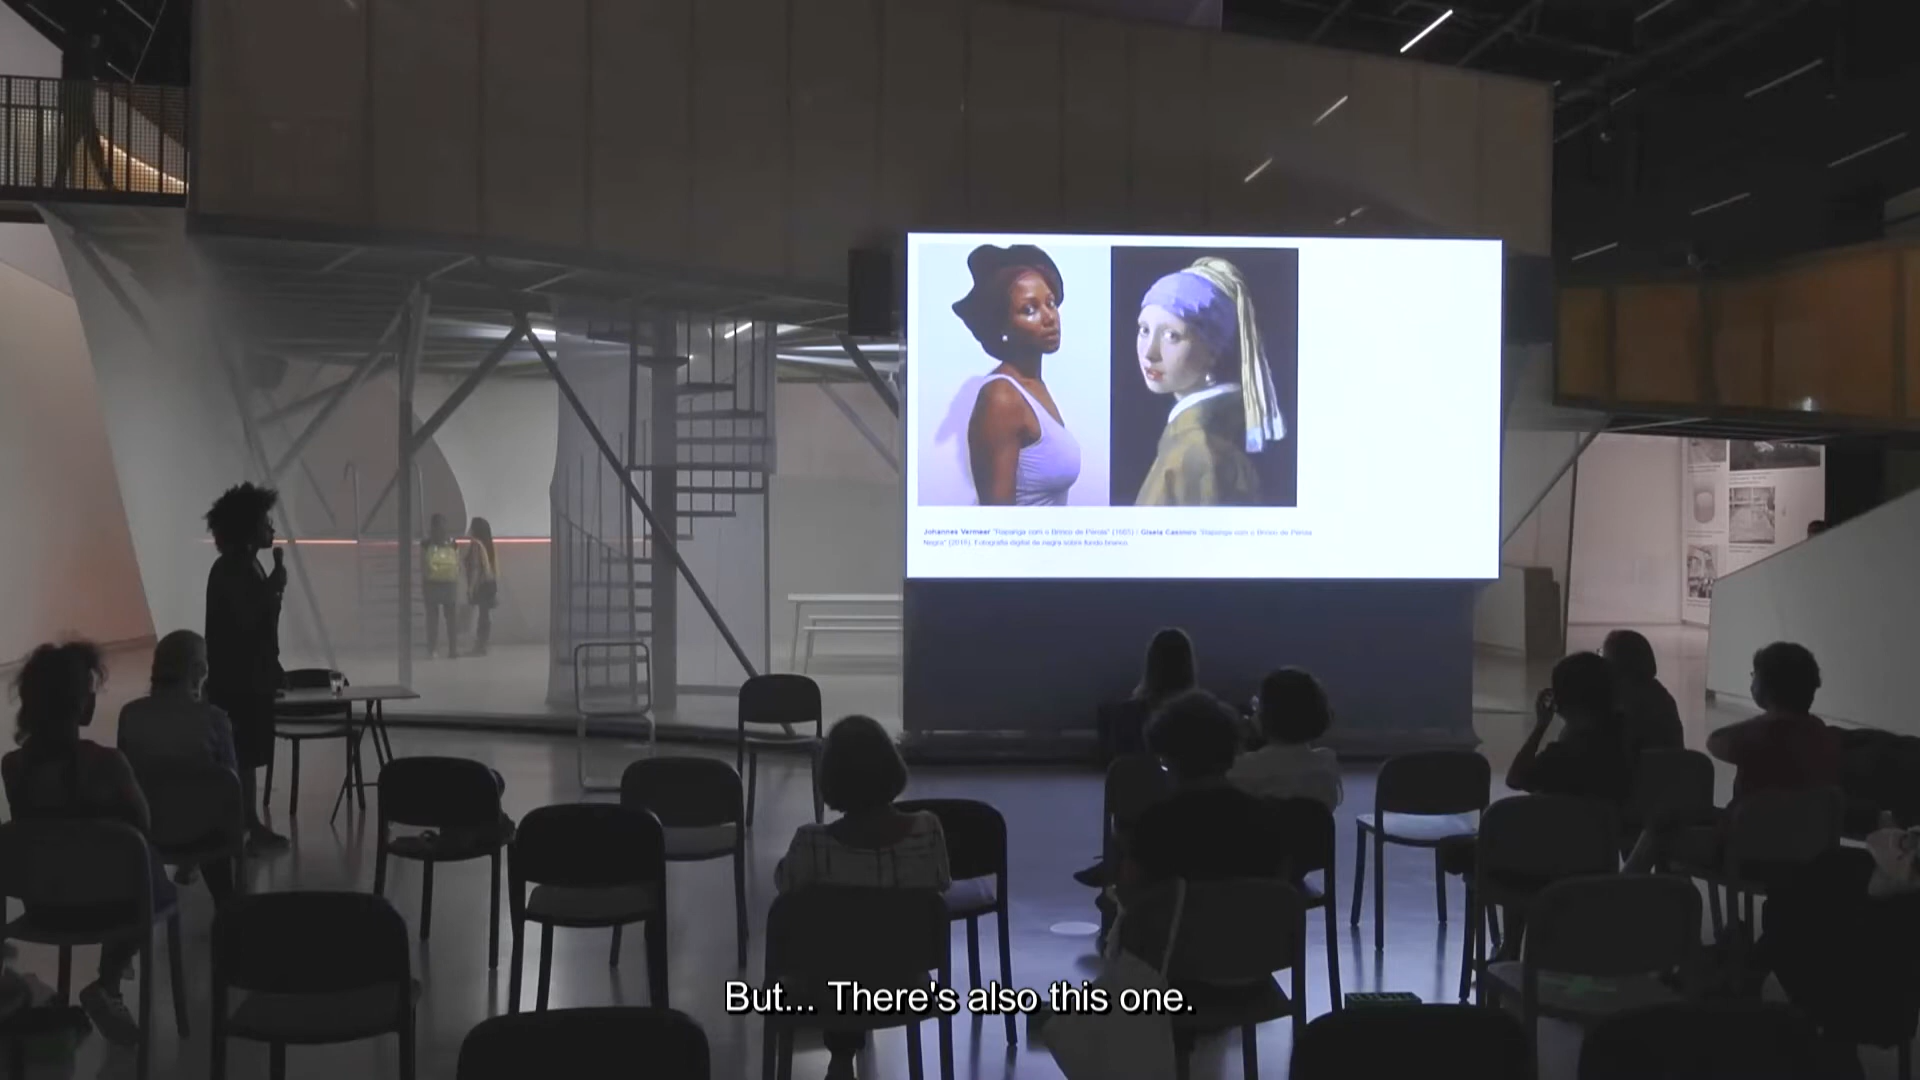 Johannes Vermeer "Rapariga com o Brinco de Pérola" (1665) / Gisela Casimiro "Rapariga com o Brinco de Pérola
Negra" (2016). Fotografia digital de negra sobre fundo branco.
But... There's also this one.